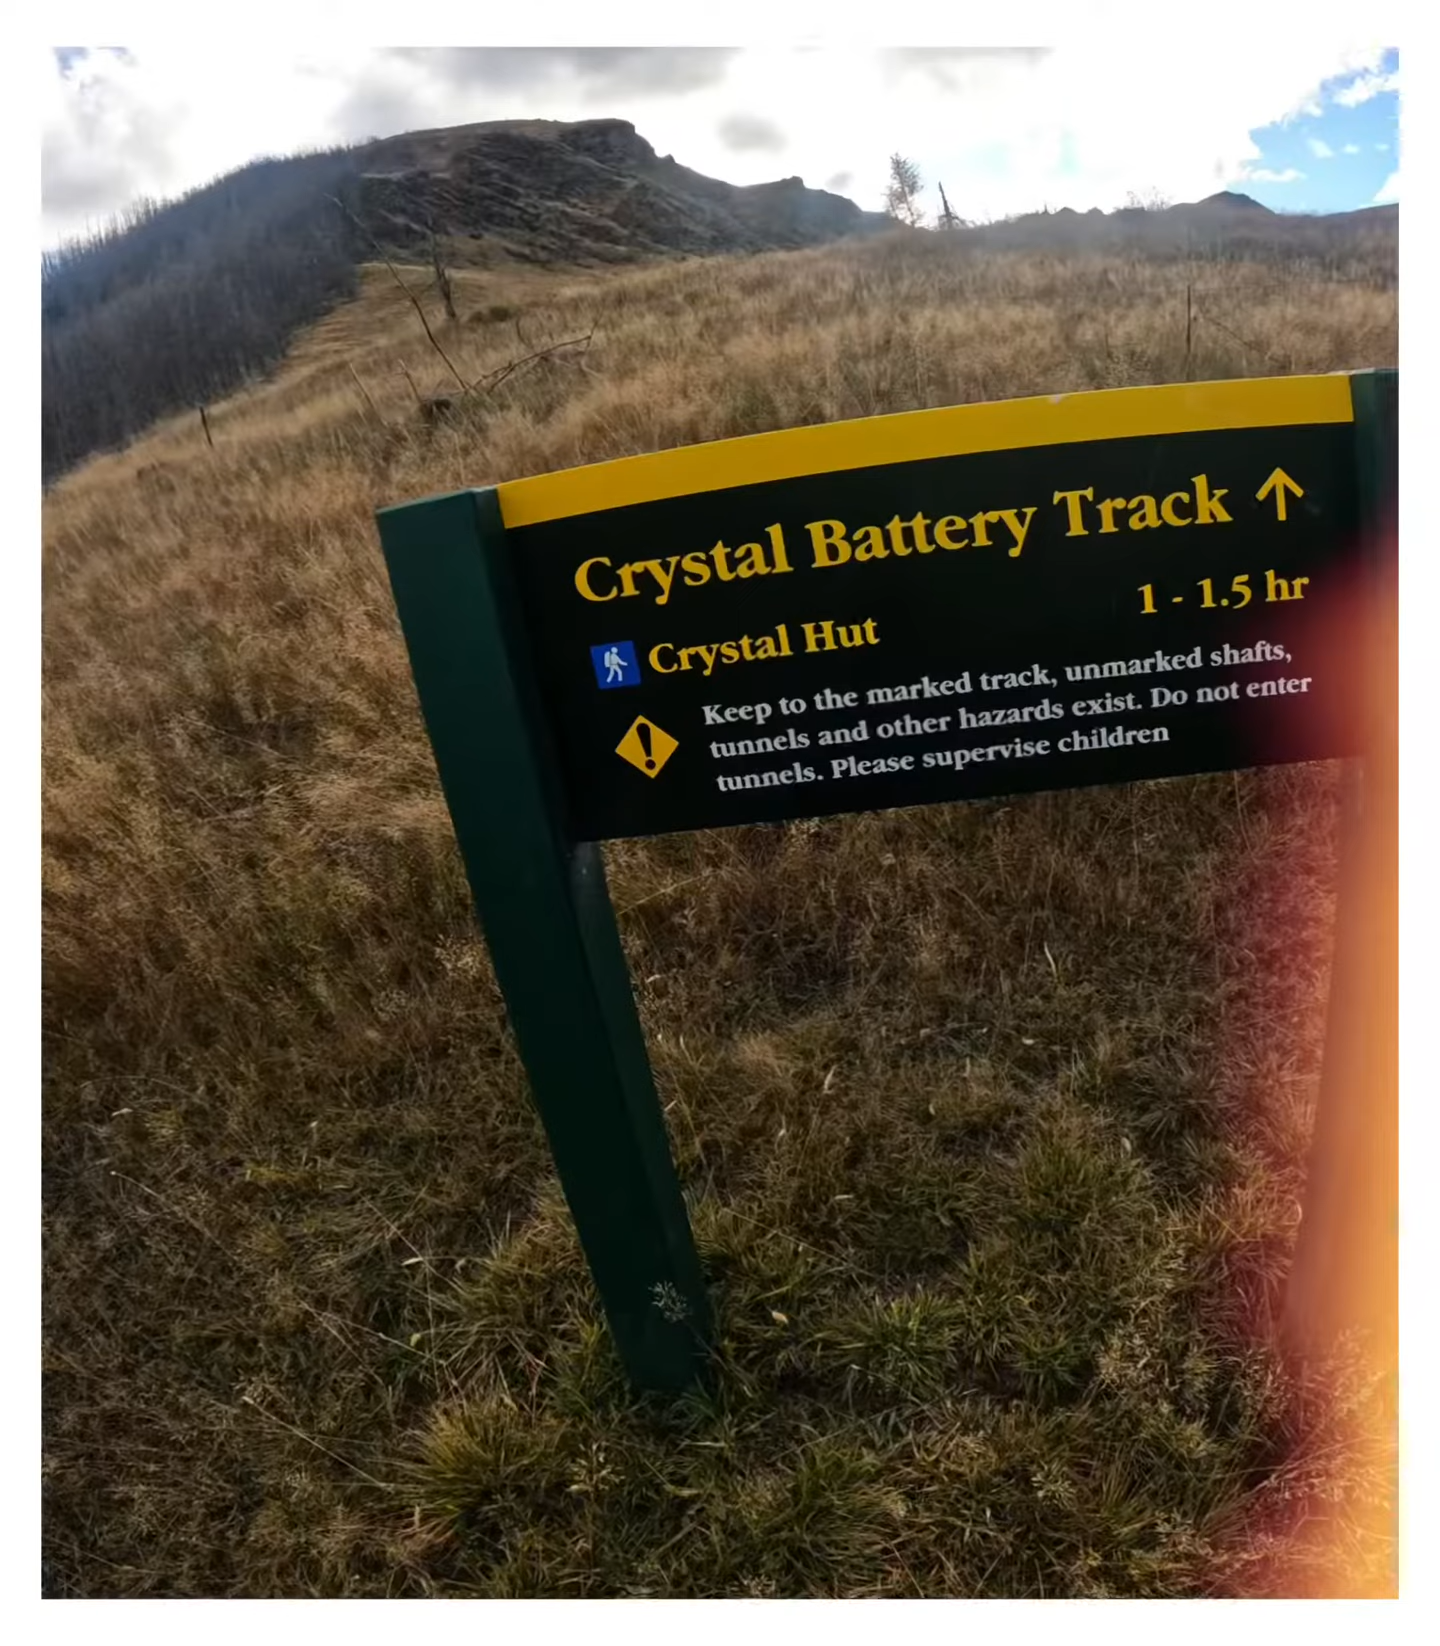 Crystal Battery Track ↑
Crystal Hut 1 - 1.5 hr
Keep to the marked track, unmarked shafts,
tunnels and other hazards exist. Do not enter
tunnels. Please supervise children